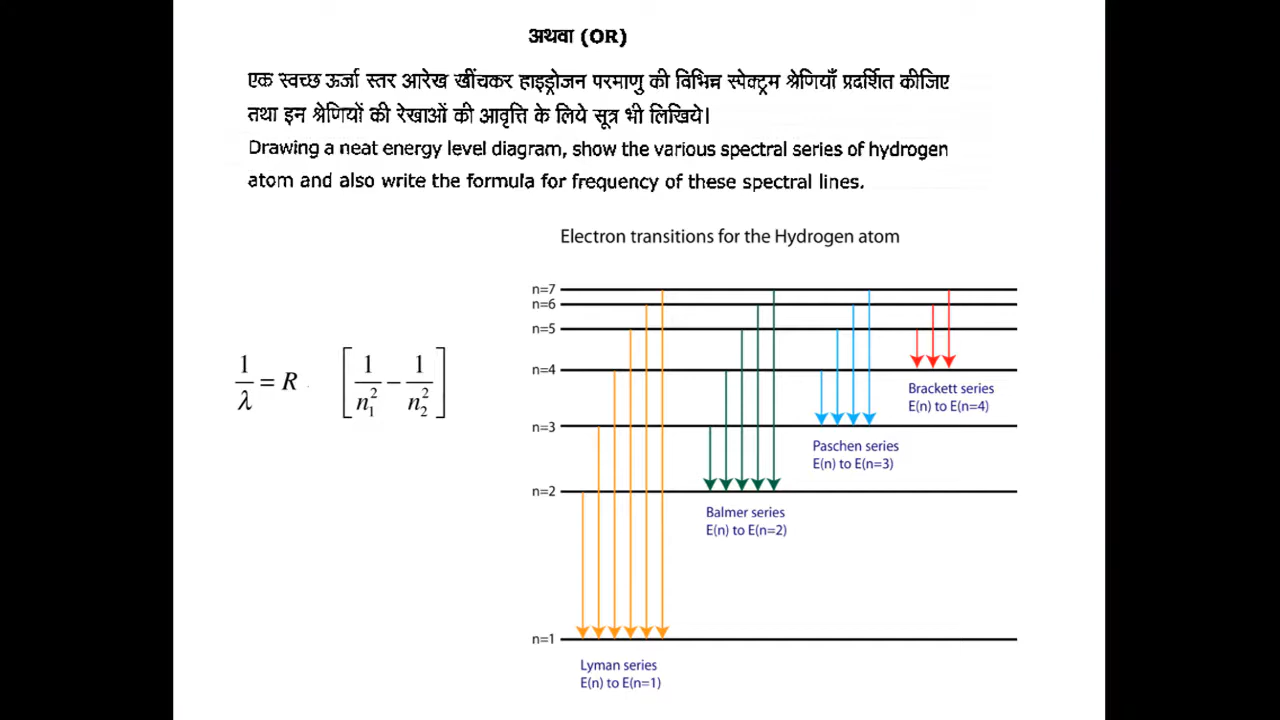 अथवा (OR)
एक स्वच्छ ऊर्जा स्तर आरेख खींचकर हाइड्रोजन परमाणु की विभिन्न स्पेक्ट्रम श्रेणियाँ प्रदर्शित कीजिए
तथा इन श्रेणियों की रेखाओं की आवृत्ति के लिये सूत्र भी लिखिये।
Drawing a neat energy level diagram, show the various spectral series of hydrogen
atom and also write the formula for frequency of these spectral lines.
Electron transitions for the Hydrogen atom
n=7
n=6
n=5
n=4
n=3
n=2
n=1
1/λ = R [1/n₁² − 1/n₂²]
Brackett series
E(n) to E(n=4)
Paschen series
E(n) to E(n=3)
Balmer series
E(n) to E(n=2)
Lyman series
E(n) to E(n=1)